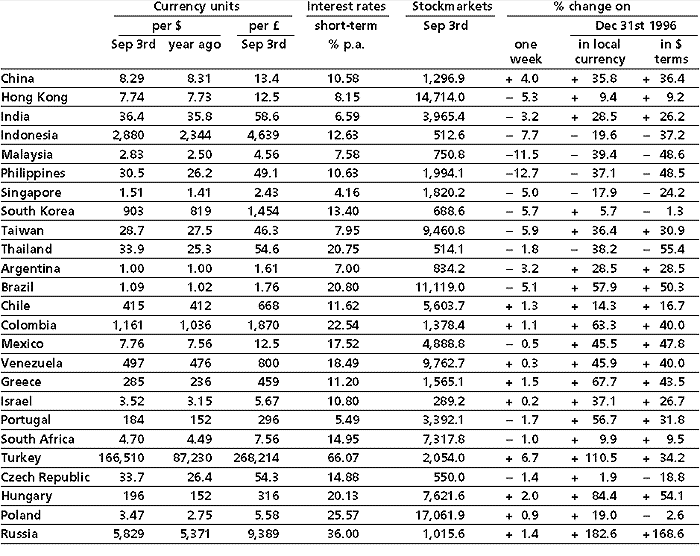 Currency units Interest rates Stockmarkets % change on
per $ per £ short-term Sep 3rd Dec 31st 1996
Sep 3rd year ago Sep 3rd % p.a. one week in local currency in $ terms
China 8.29 8.31 13.4 10.58 1,296.9 + 4.0 + 35.8 + 36.4
Hong Kong 7.74 7.73 12.5 8.15 14,714.0 – 5.3 + 9.4 + 9.2
India 36.4 35.8 58.6 6.59 3,965.4 – 3.2 + 28.5 + 26.2
Indonesia 2,880 2,344 4,639 12.63 512.6 – 7.7 – 19.6 – 37.2
Malaysia 2.83 2.50 4.56 7.58 750.8 –11.5 – 39.4 – 48.6
Philippines 30.5 26.2 49.1 10.63 1,994.1 –12.7 – 37.1 – 48.5
Singapore 1.51 1.41 2.43 4.16 1,820.2 – 5.0 – 17.9 – 24.2
South Korea 903 819 1,454 13.40 688.6 – 5.7 + 5.7 – 1.3
Taiwan 28.7 27.5 46.3 7.95 9,460.8 – 5.9 + 36.4 + 30.9
Thailand 33.9 25.3 54.6 20.75 514.1 – 1.8 – 38.2 – 55.4
Argentina 1.00 1.00 1.61 7.00 834.2 – 3.2 + 28.5 + 28.5
Brazil 1.09 1.02 1.76 20.80 11,119.0 – 5.1 + 57.9 + 50.3
Chile 415 412 668 11.62 5,603.7 + 1.3 + 14.3 + 16.7
Colombia 1,161 1,036 1,870 22.54 1,378.4 + 1.1 + 63.3 + 40.0
Mexico 7.76 7.56 12.5 17.52 4,888.8 – 0.5 + 45.5 + 47.8
Venezuela 497 476 800 18.49 9,762.7 + 0.3 + 45.9 + 40.0
Greece 285 236 459 11.20 1,565.1 + 1.5 + 67.7 + 43.5
Israel 3.52 3.15 5.67 10.80 289.2 + 0.2 + 37.1 + 26.7
Portugal 184 152 296 5.49 3,392.1 – 1.7 + 56.7 + 31.8
South Africa 4.70 4.49 7.56 14.95 7,317.8 – 1.0 + 9.9 + 9.5
Turkey 166,510 87,230 268,214 66.07 2,054.0 + 6.7 + 110.5 + 34.2
Czech Republic 33.7 26.4 54.3 14.88 550.0 – 1.4 + 1.9 – 18.8
Hungary 196 152 316 20.13 7,621.6 + 2.0 + 84.4 + 54.1
Poland 3.47 2.75 5.58 25.57 17,061.9 + 0.9 + 19.0 – 2.6
Russia 5,829 5,371 9,389 36.00 1,015.6 + 1.4 + 182.6 +168.6